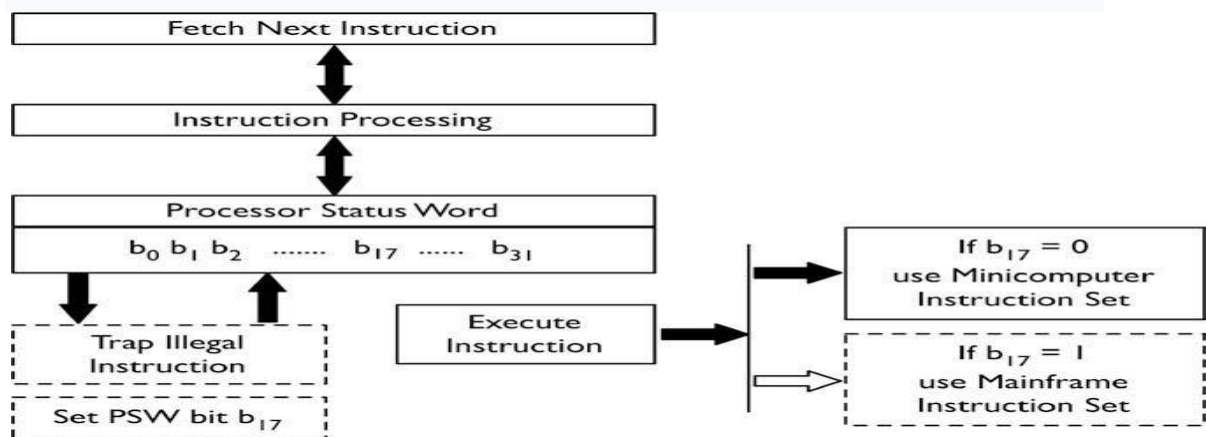 Fetch Next Instruction
Instruction Processing
Processor Status Word
b₀ b₁ b₂ ....... b₁₇ ...... b₃₁
Trap Illegal
Instruction
Set PSW bit b₁₇
Execute
Instruction
If b₁₇ = 0
use Minicomputer
Instruction Set
If b₁₇ = 1
use Mainframe
Instruction Set